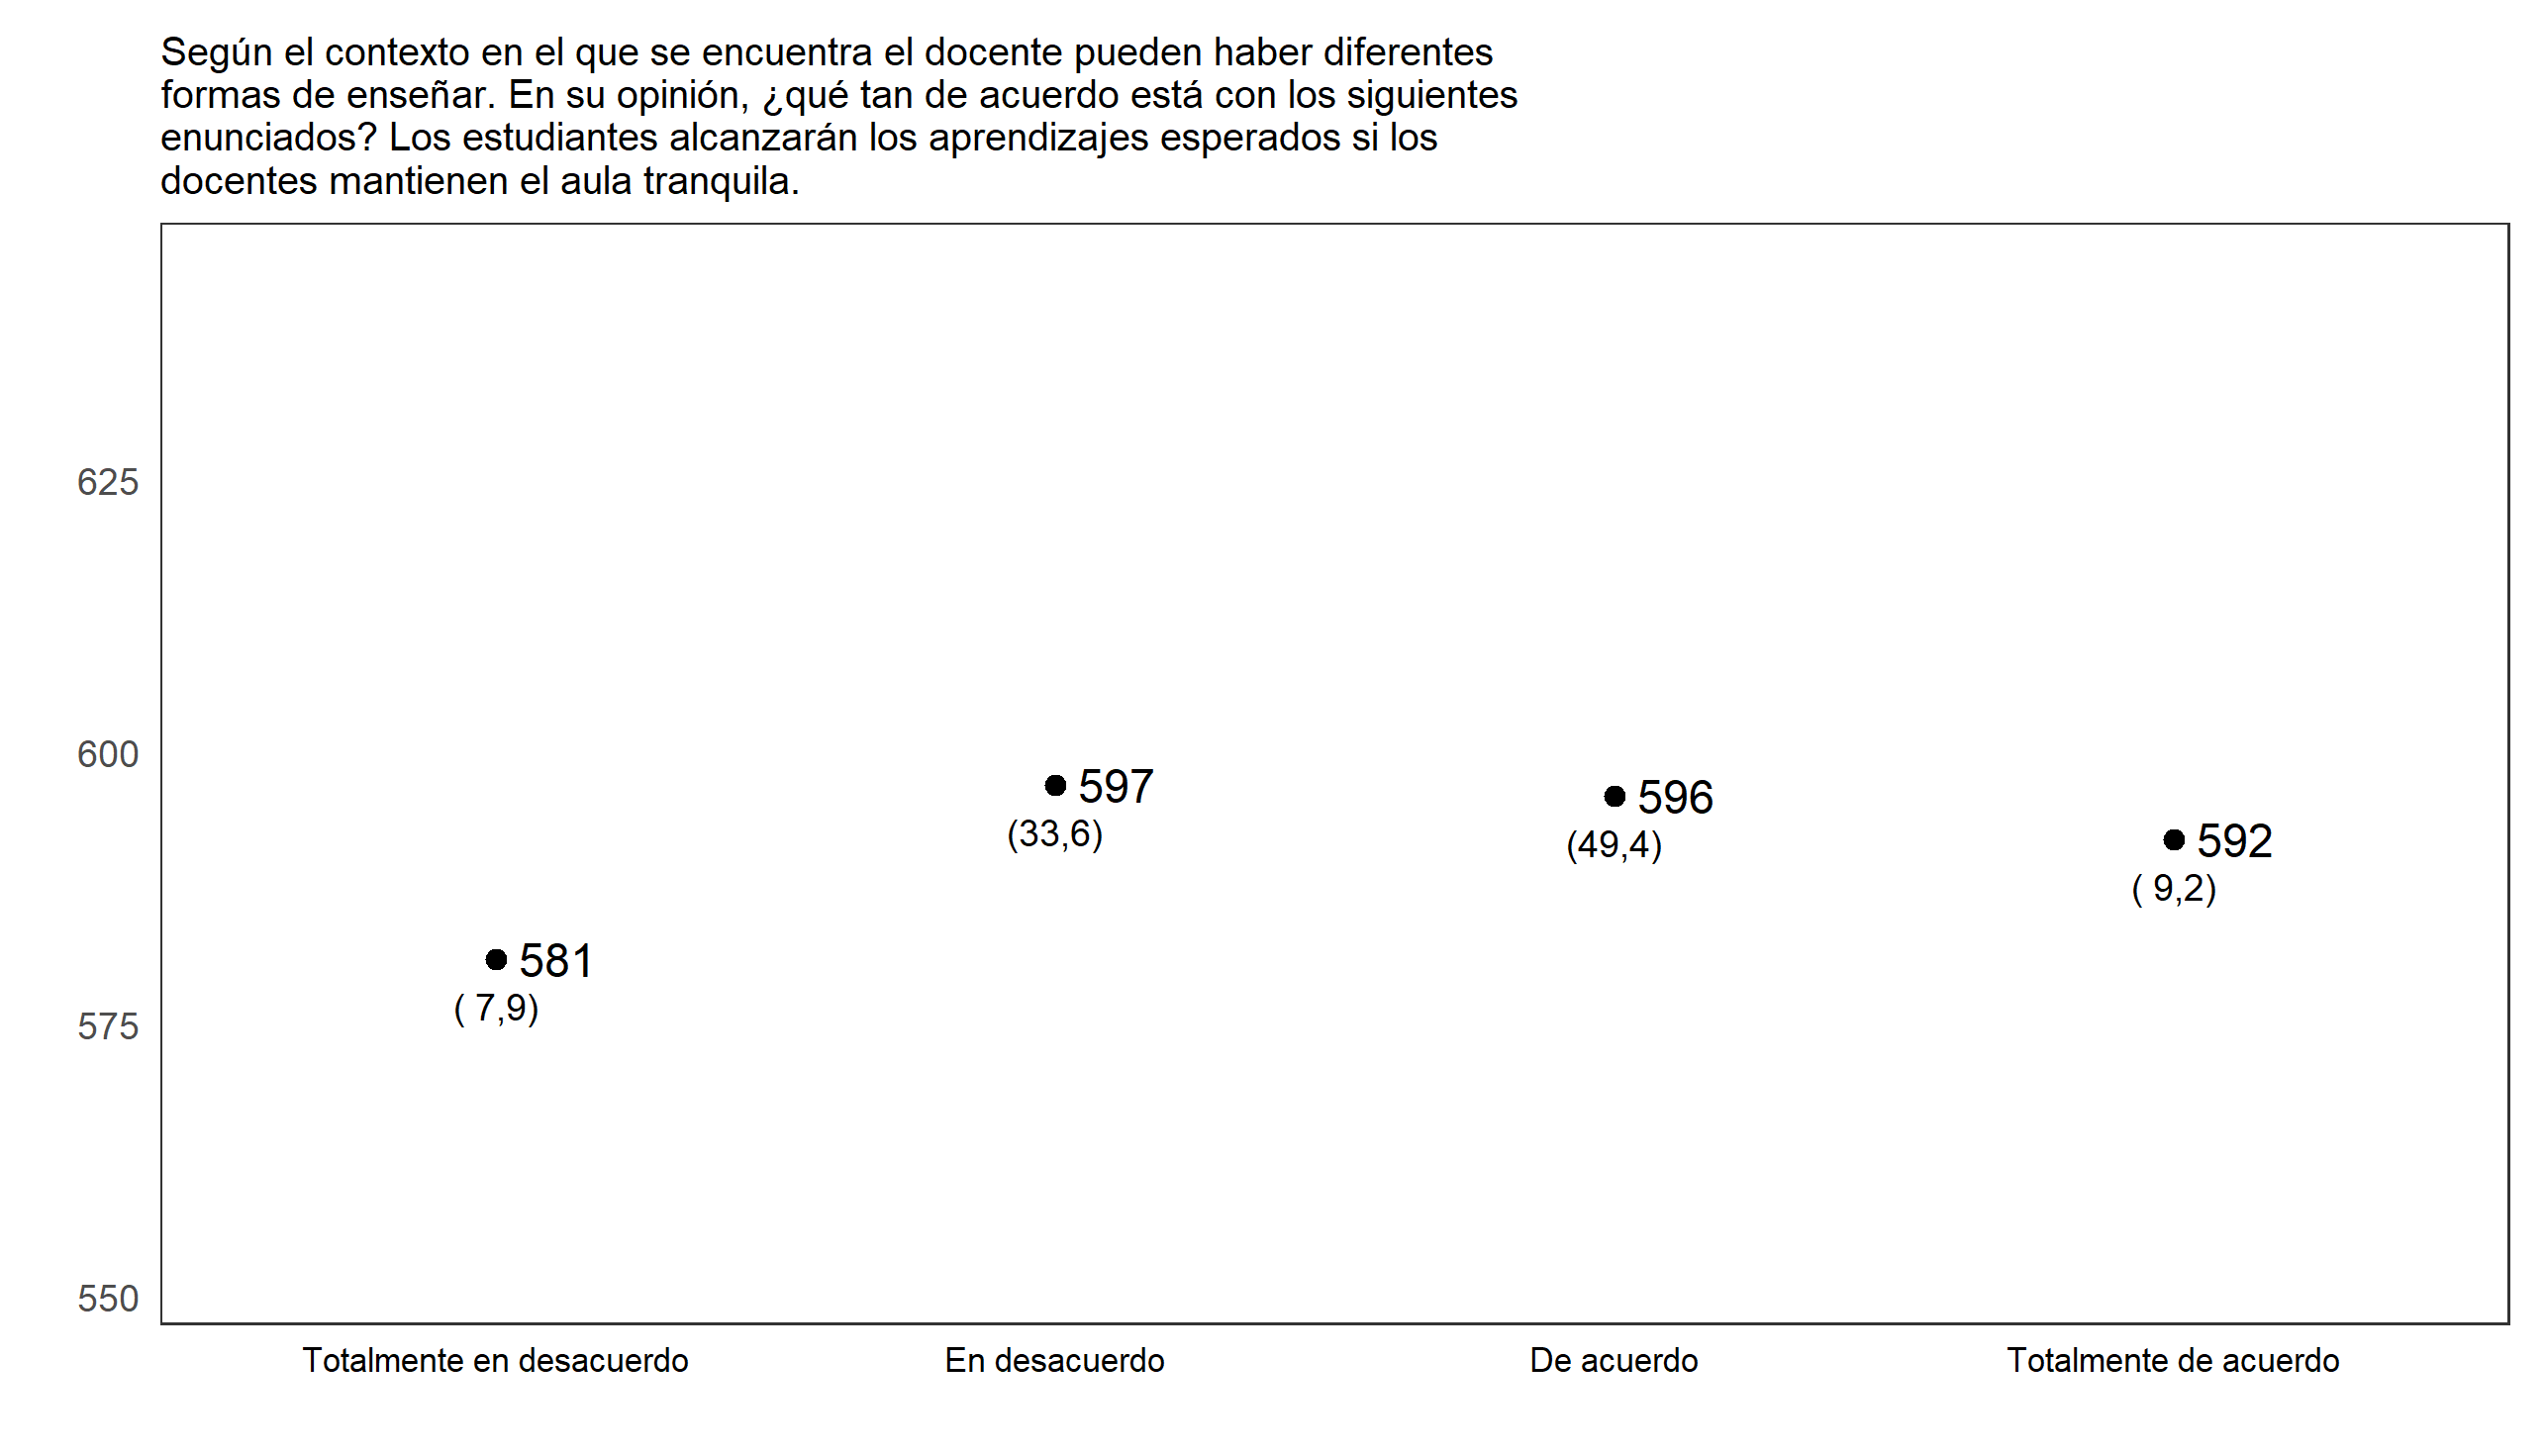 Según el contexto en el que se encuentra el docente pueden haber diferentes
formas de enseñar. En su opinión, ¿qué tan de acuerdo está con los siguientes
enunciados? Los estudiantes alcanzarán los aprendizajes esperados si los
docentes mantienen el aula tranquila.
625
600
575
550
581
( 7,9)
597
(33,6)
596
(49,4)
592
( 9,2)
Totalmente en desacuerdo
En desacuerdo
De acuerdo
Totalmente de acuerdo